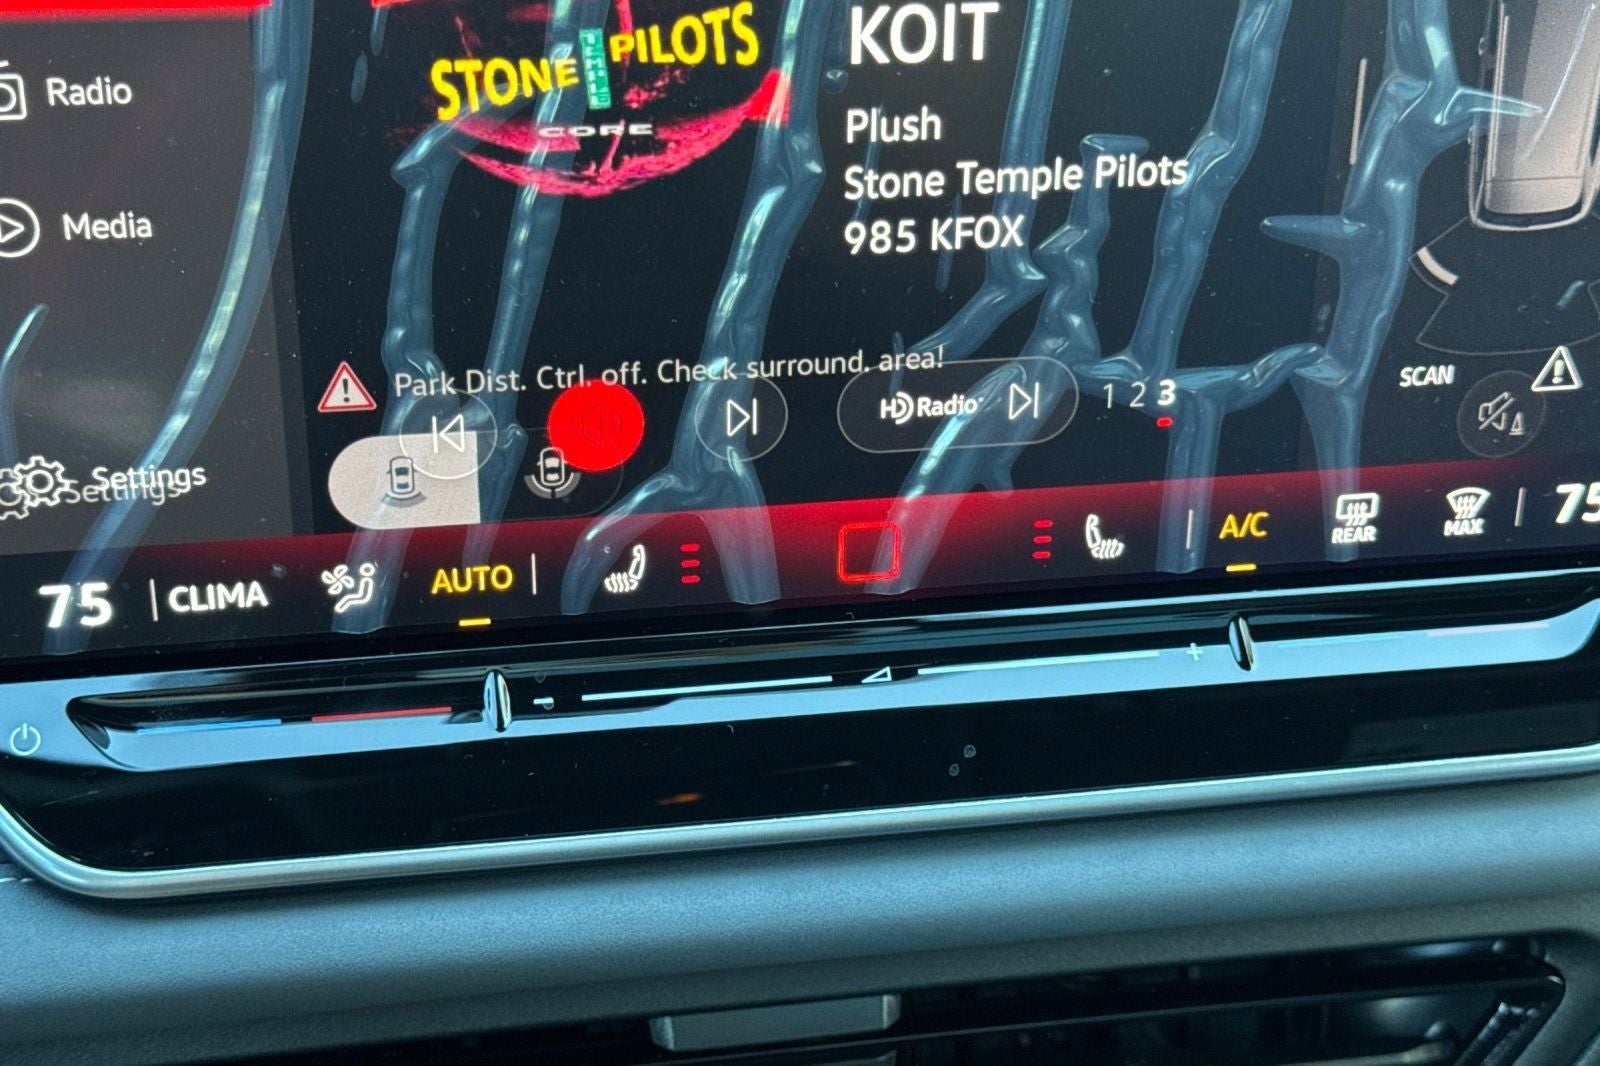 Radio
Media
Settings
Settings
STONE TEMPLE PILOTS
CORE
KOIT
Plush
Stone Temple Pilots
985 KFOX
Park Dist. Ctrl. off. Check surround. area!
HD Radio
1 2 3
SCAN
75 CLIMA AUTO A/C REAR MAX 75
- +